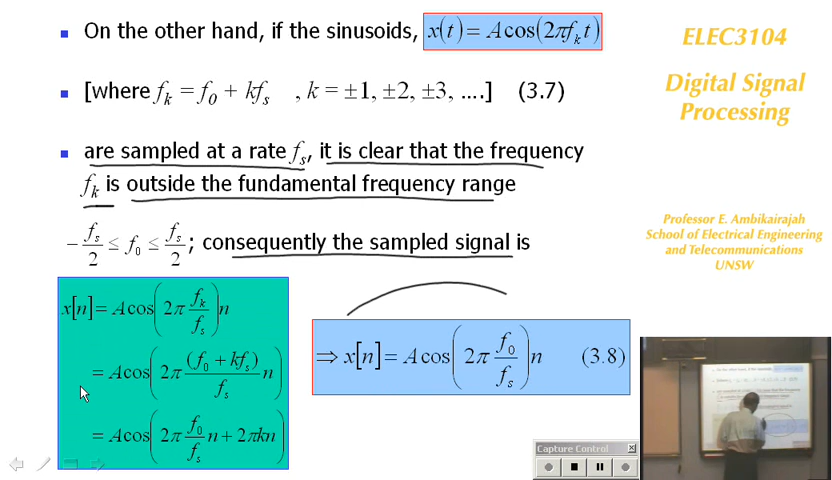 On the other hand, if the sinusoids, x(t) = A cos(2πf_k t)
[where f_k = f_0 + kf_s , k = ±1, ±2, ±3, ....] (3.7)
are sampled at a rate f_s, it is clear that the frequency
f_k is outside the fundamental frequency range
-f_s/2 ≤ f_0 ≤ f_s/2 ; consequently the sampled signal is
x[n] = A cos(2π f_k/f_s)n
= A cos(2π (f_0 + kf_s)/f_s n)
= A cos(2π f_0/f_s n + 2πkn)
⇒ x[n] = A cos(2π f_0/f_s)n (3.8)
ELEC3104
Digital Signal
Processing
Professor E. Ambikairajah
School of Electrical Engineering
and Telecommunications
UNSW
Capture Control